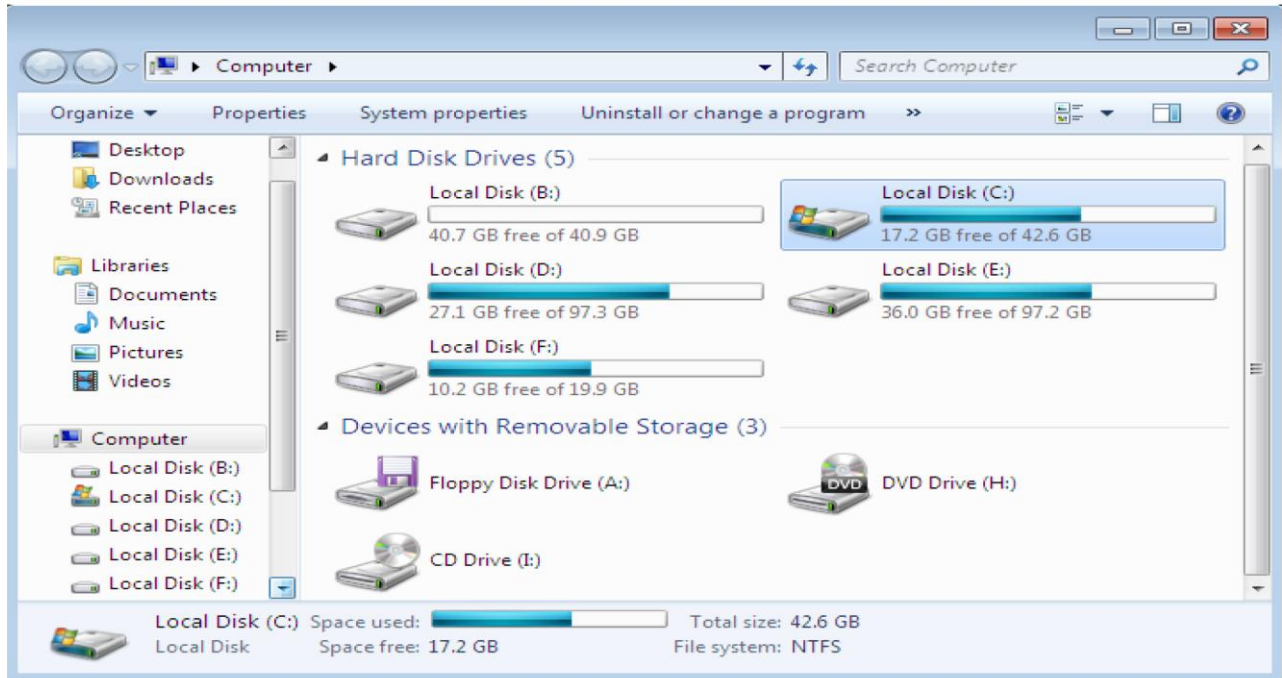 Computer
Search Computer
Organize Properties System properties Uninstall or change a program »
Desktop
Downloads
Recent Places
Libraries
Documents
Music
Pictures
Videos
Computer
Local Disk (B:)
Local Disk (C:)
Local Disk (D:)
Local Disk (E:)
Local Disk (F:)
Hard Disk Drives (5)
Local Disk (B:)
40.7 GB free of 40.9 GB
Local Disk (C:)
17.2 GB free of 42.6 GB
Local Disk (D:)
27.1 GB free of 97.3 GB
Local Disk (E:)
36.0 GB free of 97.2 GB
Local Disk (F:)
10.2 GB free of 19.9 GB
Devices with Removable Storage (3)
Floppy Disk Drive (A:)
DVD
DVD Drive (H:)
CD Drive (I:)
Local Disk (C:) Space used: Total size: 42.6 GB
Local Disk Space free: 17.2 GB File system: NTFS